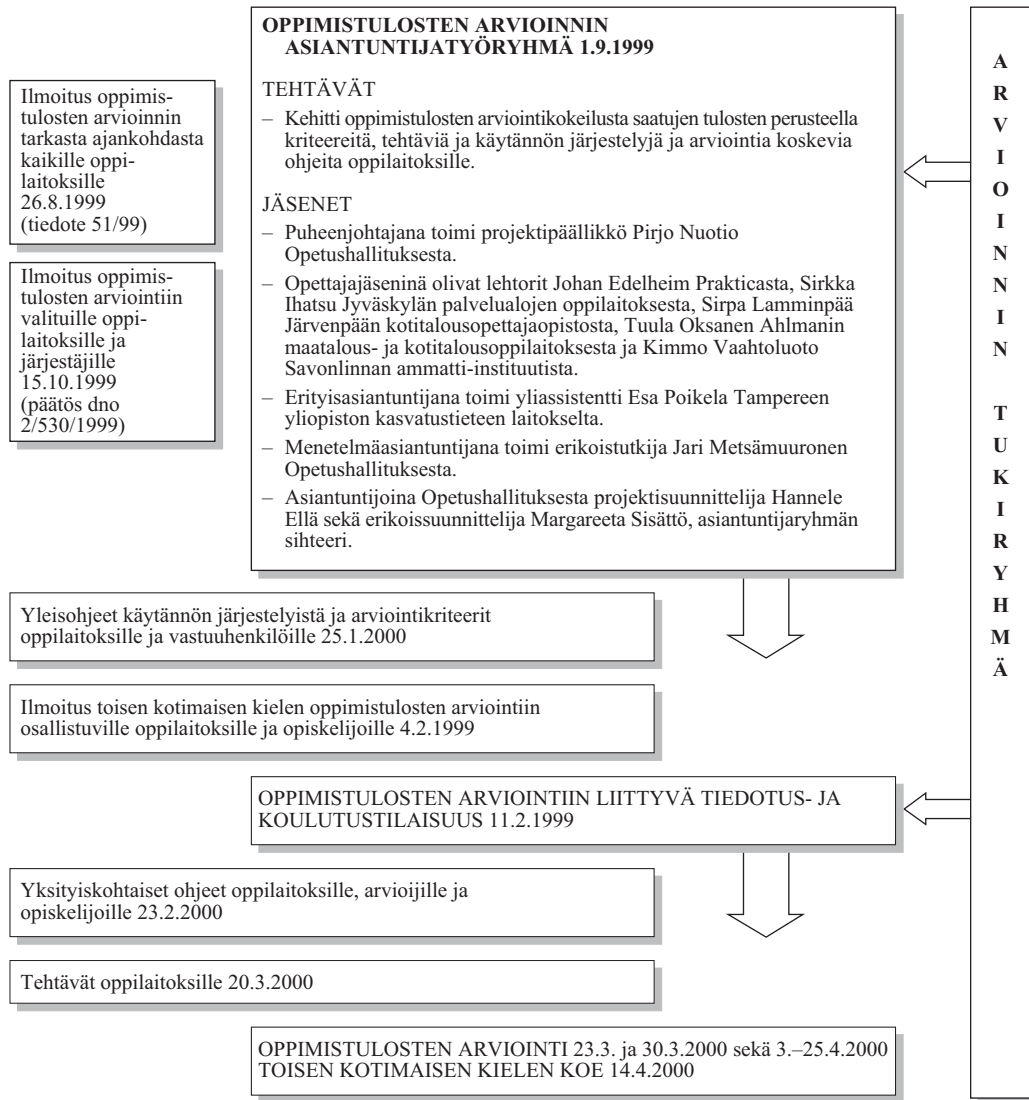 OPPIMISTULOSTEN ARVIOINNIN
ASIANTUNTIJATYÖRYHMÄ 1.9.1999
TEHTÄVÄT
– Kehitti oppimistulosten arviointikokeilusta saatujen tulosten perusteella
kriteereitä, tehtäviä ja käytännön järjestelyjä ja arviointia koskevia
ohjeita oppilaitoksille.
JÄSENET
– Puheenjohtajana toimi projektipäällikkö Pirjo Nuotio
Opetushallituksesta.
– Opettajajäseninä olivat lehtorit Johan Edelheim Prakticasta, Sirkka
Ihatsu Jyväskylän palvelualojen oppilaitoksesta, Sirpa Lamminpää
Järvenpään kotitalousopettajaopistosta, Tuula Oksanen Ahlmanin
maatalous- ja kotitalousoppilaitoksesta ja Kimmo Vaahtoluoto
Savonlinnan ammatti-instituutista.
– Erityisasiantuntijana toimi yliassistentti Esa Poikela Tampereen
yliopiston kasvatustieteen laitokselta.
– Menetelmäasiantuntijana toimi erikoistutkija Jari Metsämuuronen
Opetushallituksesta.
– Asiantuntijoina Opetushallituksesta projektisuunnittelija Hannele
Ellä sekä erikoissuunnittelija Margareeta Sisättö, asiantuntijaryhmän
sihteeri.
Ilmoitus oppimis-
tulosten arvioinnin
tarkasta ajankohdasta
kaikille oppi-
laitoksille
26.8.1999
(tiedote 51/99)
Ilmoitus oppimis-
tulosten arviointiin
valituille oppi-
laitoksille ja
järjestäjille
15.10.1999
(päätös dno
2/530/1999)
Yleisohjeet käytännön järjestelyistä ja arviointikriteerit
oppilaitoksille ja vastuuhenkilöille 25.1.2000
Ilmoitus toisen kotimaisen kielen oppimistulosten arviointiin
osallistuville oppilaitoksille ja opiskelijoille 4.2.1999
OPPIMISTULOSTEN ARVIOINTIIN LIITTYVÄ TIEDOTUS- JA
KOULUTUSTILAISUUS 11.2.1999
Yksityiskohtaiset ohjeet oppilaitoksille, arvioijille ja
opiskelijoille 23.2.2000
Tehtävät oppilaitoksille 20.3.2000
OPPIMISTULOSTEN ARVIOINTI 23.3. ja 30.3.2000 sekä 3.–25.4.2000
TOISEN KOTIMAISEN KIELEN KOE 14.4.2000
ARVIOINNIN TUKIRYHMÄ